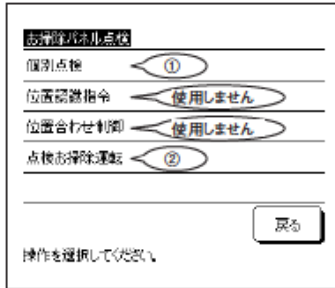 お掃除パネル点検
個別点検 ①
位置認識指令 使用しません
位置合わせ制御 使用しません
点検お掃除運転 ②
戻る
操作を選択してください。